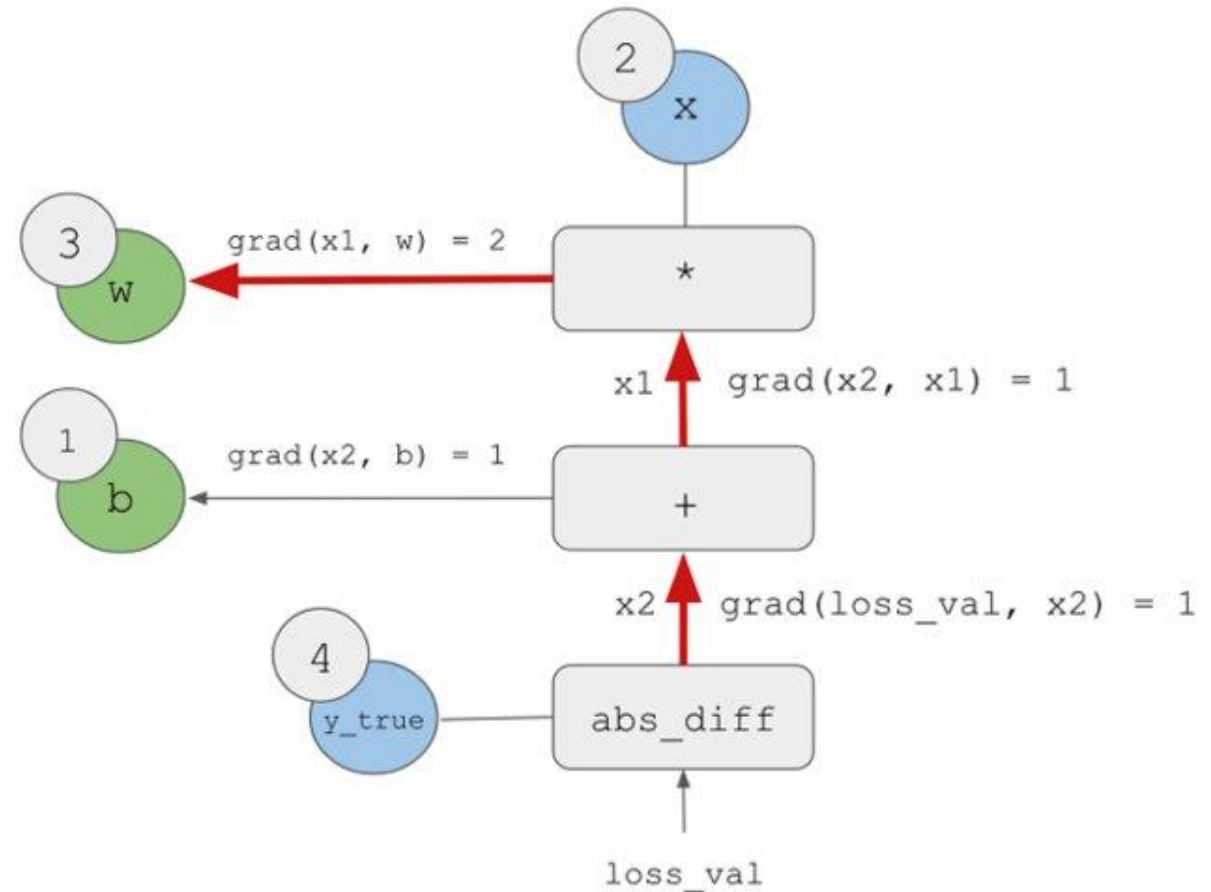 2
x
3
grad(x1, w) = 2
*
w
x1
grad(x2, x1) = 1
1
grad(x2, b) = 1
b
+
x2
grad(loss_val, x2) = 1
4
y_true
abs_diff
loss_val